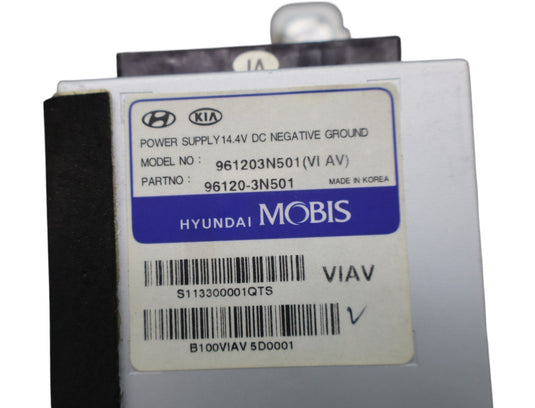 VI
KIA
POWER SUPPLY14.4V DC NEGATIVE GROUND
MODEL NO : 961203N501(VI AV)
PARTNO : 96120-3N501 MADE IN KOREA
HYUNDAI MOBIS
S113300001QTS VIAV
B100VIAV 5D0001